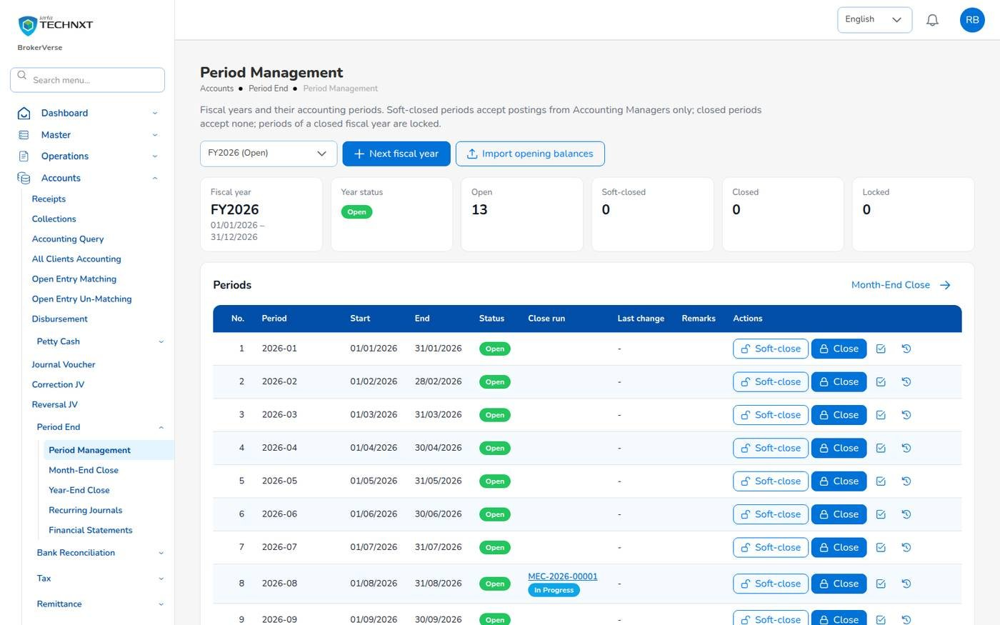 iorta
TECHNXT
BrokerVerse
Search menu...
Dashboard
Master
Operations
Accounts
Receipts
Collections
Accounting Query
All Clients Accounting
Open Entry Matching
Open Entry Un-Matching
Disbursement
Petty Cash
Journal Voucher
Correction JV
Reversal JV
Period End
Period Management
Month-End Close
Year-End Close
Recurring Journals
Financial Statements
Bank Reconciliation
Tax
Remittance
English
RB
Period Management
Accounts • Period End • Period Management
Fiscal years and their accounting periods. Soft-closed periods accept postings from Accounting Managers only; closed periods
accept none; periods of a closed fiscal year are locked.
FY2026 (Open) Next fiscal year Import opening balances
Fiscal year
FY2026
01/01/2026 –
31/12/2026
Year status
Open
Open
13
Soft-closed
0
Closed
0
Locked
0
Periods Month-End Close
No. Period Start End Status Close run Last change Remarks Actions
1 2026-01 01/01/2026 31/01/2026 Open - Soft-close Close
2 2026-02 01/02/2026 28/02/2026 Open - Soft-close Close
3 2026-03 01/03/2026 31/03/2026 Open - Soft-close Close
4 2026-04 01/04/2026 30/04/2026 Open - Soft-close Close
5 2026-05 01/05/2026 31/05/2026 Open - Soft-close Close
6 2026-06 01/06/2026 30/06/2026 Open - Soft-close Close
7 2026-07 01/07/2026 31/07/2026 Open - Soft-close Close
8 2026-08 01/08/2026 31/08/2026 Open MEC-2026-00001 In Progress - Soft-close Close
9 2026-09 01/09/2026 30/09/2026 Open - Soft-close Close